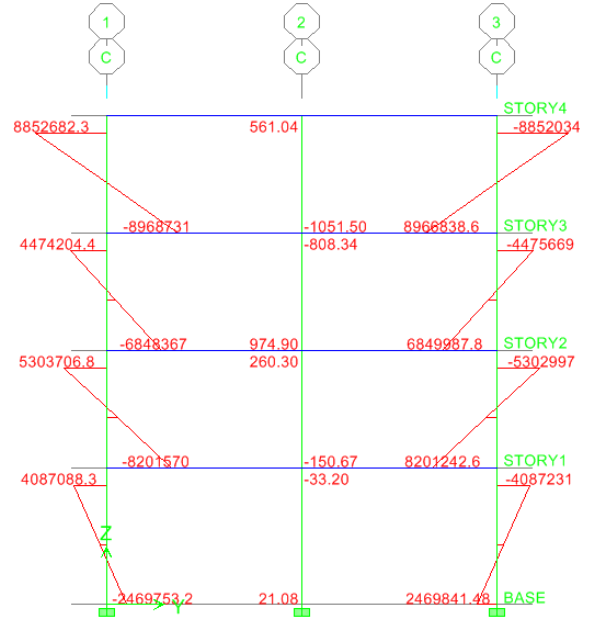 1 2 3
C C C
STORY4
8852682.3 561.04 -8852034
-8968731 -1051.50 8966838.6 STORY3
4474204.4 -808.34 -4475669
-6848367 974.90 6849987.8 STORY2
5303706.8 260.30 -5302997
-8201570 -150.67 8201242.6 STORY1
4087088.3 -33.20 -4087231
Z
-2469753.2 Y 21.08 2469841.48 BASE